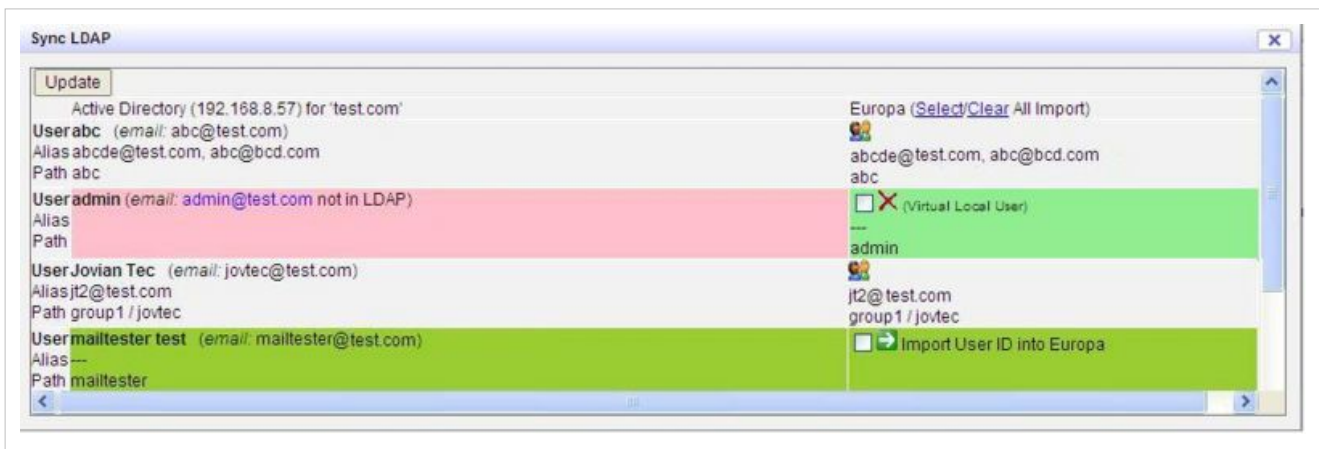 Sync LDAP
Update
Active Directory (192.168.8.57) for 'test.com' Europa (Select/Clear All Import)
User abc (email: abc@test.com)
Alias abcde@test.com, abc@bcd.com abcde@test.com, abc@bcd.com
Path abc abc
User admin (email: admin@test.com not in LDAP) (Virtual Local User)
Alias ---
Path admin
User Jovian Tec (email: jovtec@test.com)
Alias jt2@test.com jt2@test.com
Path group1 / jovtec group1 / jovtec
User mailtester test (email: mailtester@test.com) Import User ID into Europa
Alias ---
Path mailtester